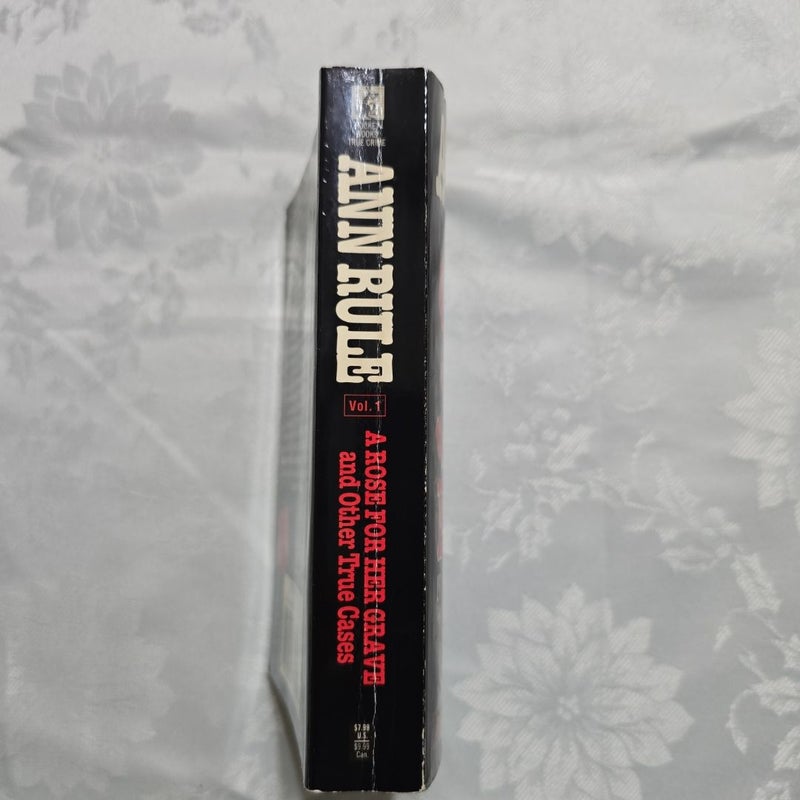 POCKET
BOOKS
TRUE CRIME
ANN RULE
Vol. 1
A ROSE FOR HER GRAVE
and Other True Cases
$7.99
U.S.
$9.99
Can.